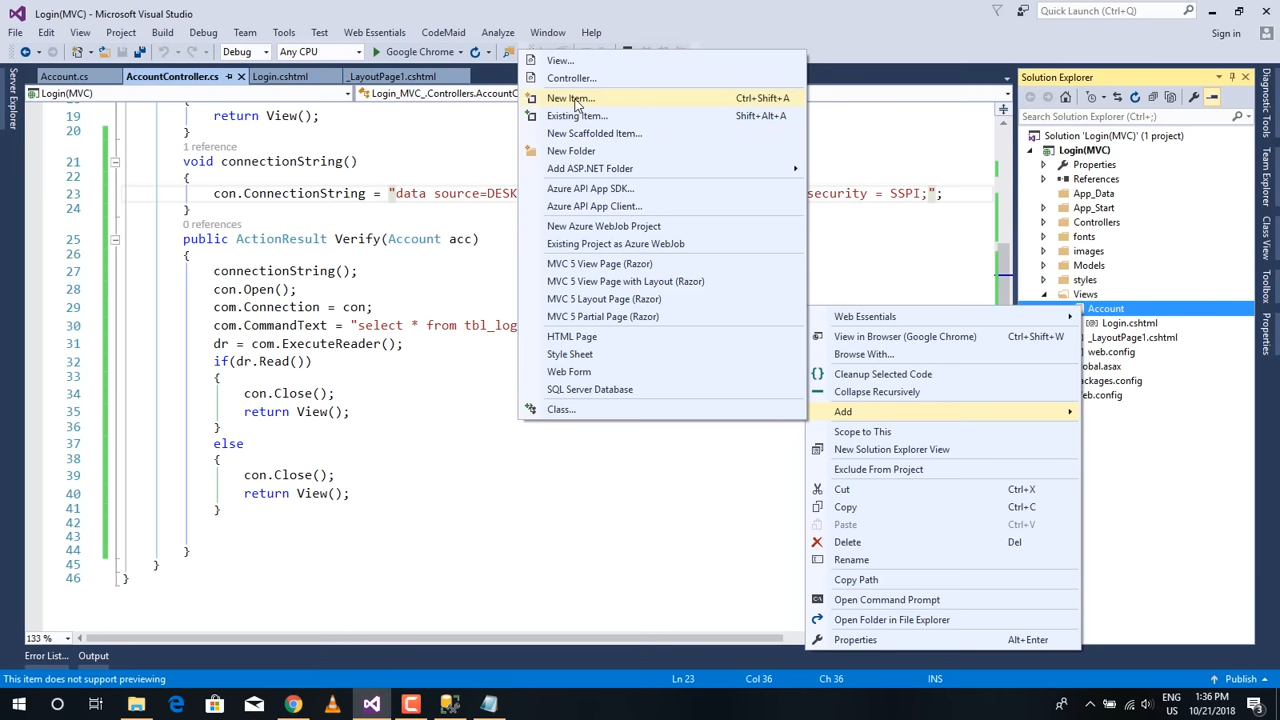 Login(MVC) - Microsoft Visual Studio
Quick Launch (Ctrl+Q)
File Edit View Project Build Debug Team Tools Test Web Essentials CodeMaid Analyze Window Help
Sign in
Debug Any CPU Google Chrome
Server Explorer
Account.cs AccountController.cs Login.cshtml _LayoutPage1.cshtml
Login(MVC) Login_MVC_.Controllers.AccountC
return View();
20 }
1 reference
21 void connectionString()
22 {
23 con.ConnectionString = "data source=DESK security = SSPI;";
24 }
0 references
25 public ActionResult Verify(Account acc)
26 {
27 connectionString();
28 con.Open();
29 com.Connection = con;
30 com.CommandText = "select * from tbl_log
31 dr = com.ExecuteReader();
32 if(dr.Read())
33 {
34 con.Close();
35 return View();
36 }
37 else
38 {
39 con.Close();
40 return View();
41 }
42
43
44 }
45 }
46 }
View...
Controller...
New Item... Ctrl+Shift+A
Existing Item... Shift+Alt+A
New Scaffolded Item...
New Folder
Add ASP.NET Folder
Azure API App SDK...
Azure API App Client...
New Azure WebJob Project
Existing Project as Azure WebJob
MVC 5 View Page (Razor)
MVC 5 View Page with Layout (Razor)
MVC 5 Layout Page (Razor)
MVC 5 Partial Page (Razor)
HTML Page
Style Sheet
Web Form
SQL Server Database
Class...
Web Essentials
View in Browser (Google Chrome) Ctrl+Shift+W
Browse With...
Cleanup Selected Code
Collapse Recursively
Add
Scope to This
New Solution Explorer View
Exclude From Project
Cut Ctrl+X
Copy Ctrl+C
Paste Ctrl+V
Delete Del
Rename
Copy Path
Open Command Prompt
Open Folder in File Explorer
Properties Alt+Enter
Solution Explorer
Search Solution Explorer (Ctrl+;)
Solution 'Login(MVC)' (1 project)
Login(MVC)
Properties
References
App_Data
App_Start
Controllers
fonts
images
Models
styles
Views
Account
Login.cshtml
_LayoutPage1.cshtml
web.config
obal.asax
ackages.config
eb.config
Azure App Service
Notifications
Toolbox
Properties
133 %
Error List... Output
This item does not support previewing Ln 23 Col 36 Ch 36 INS Publish
ENG
US
1:36 PM
10/21/2018